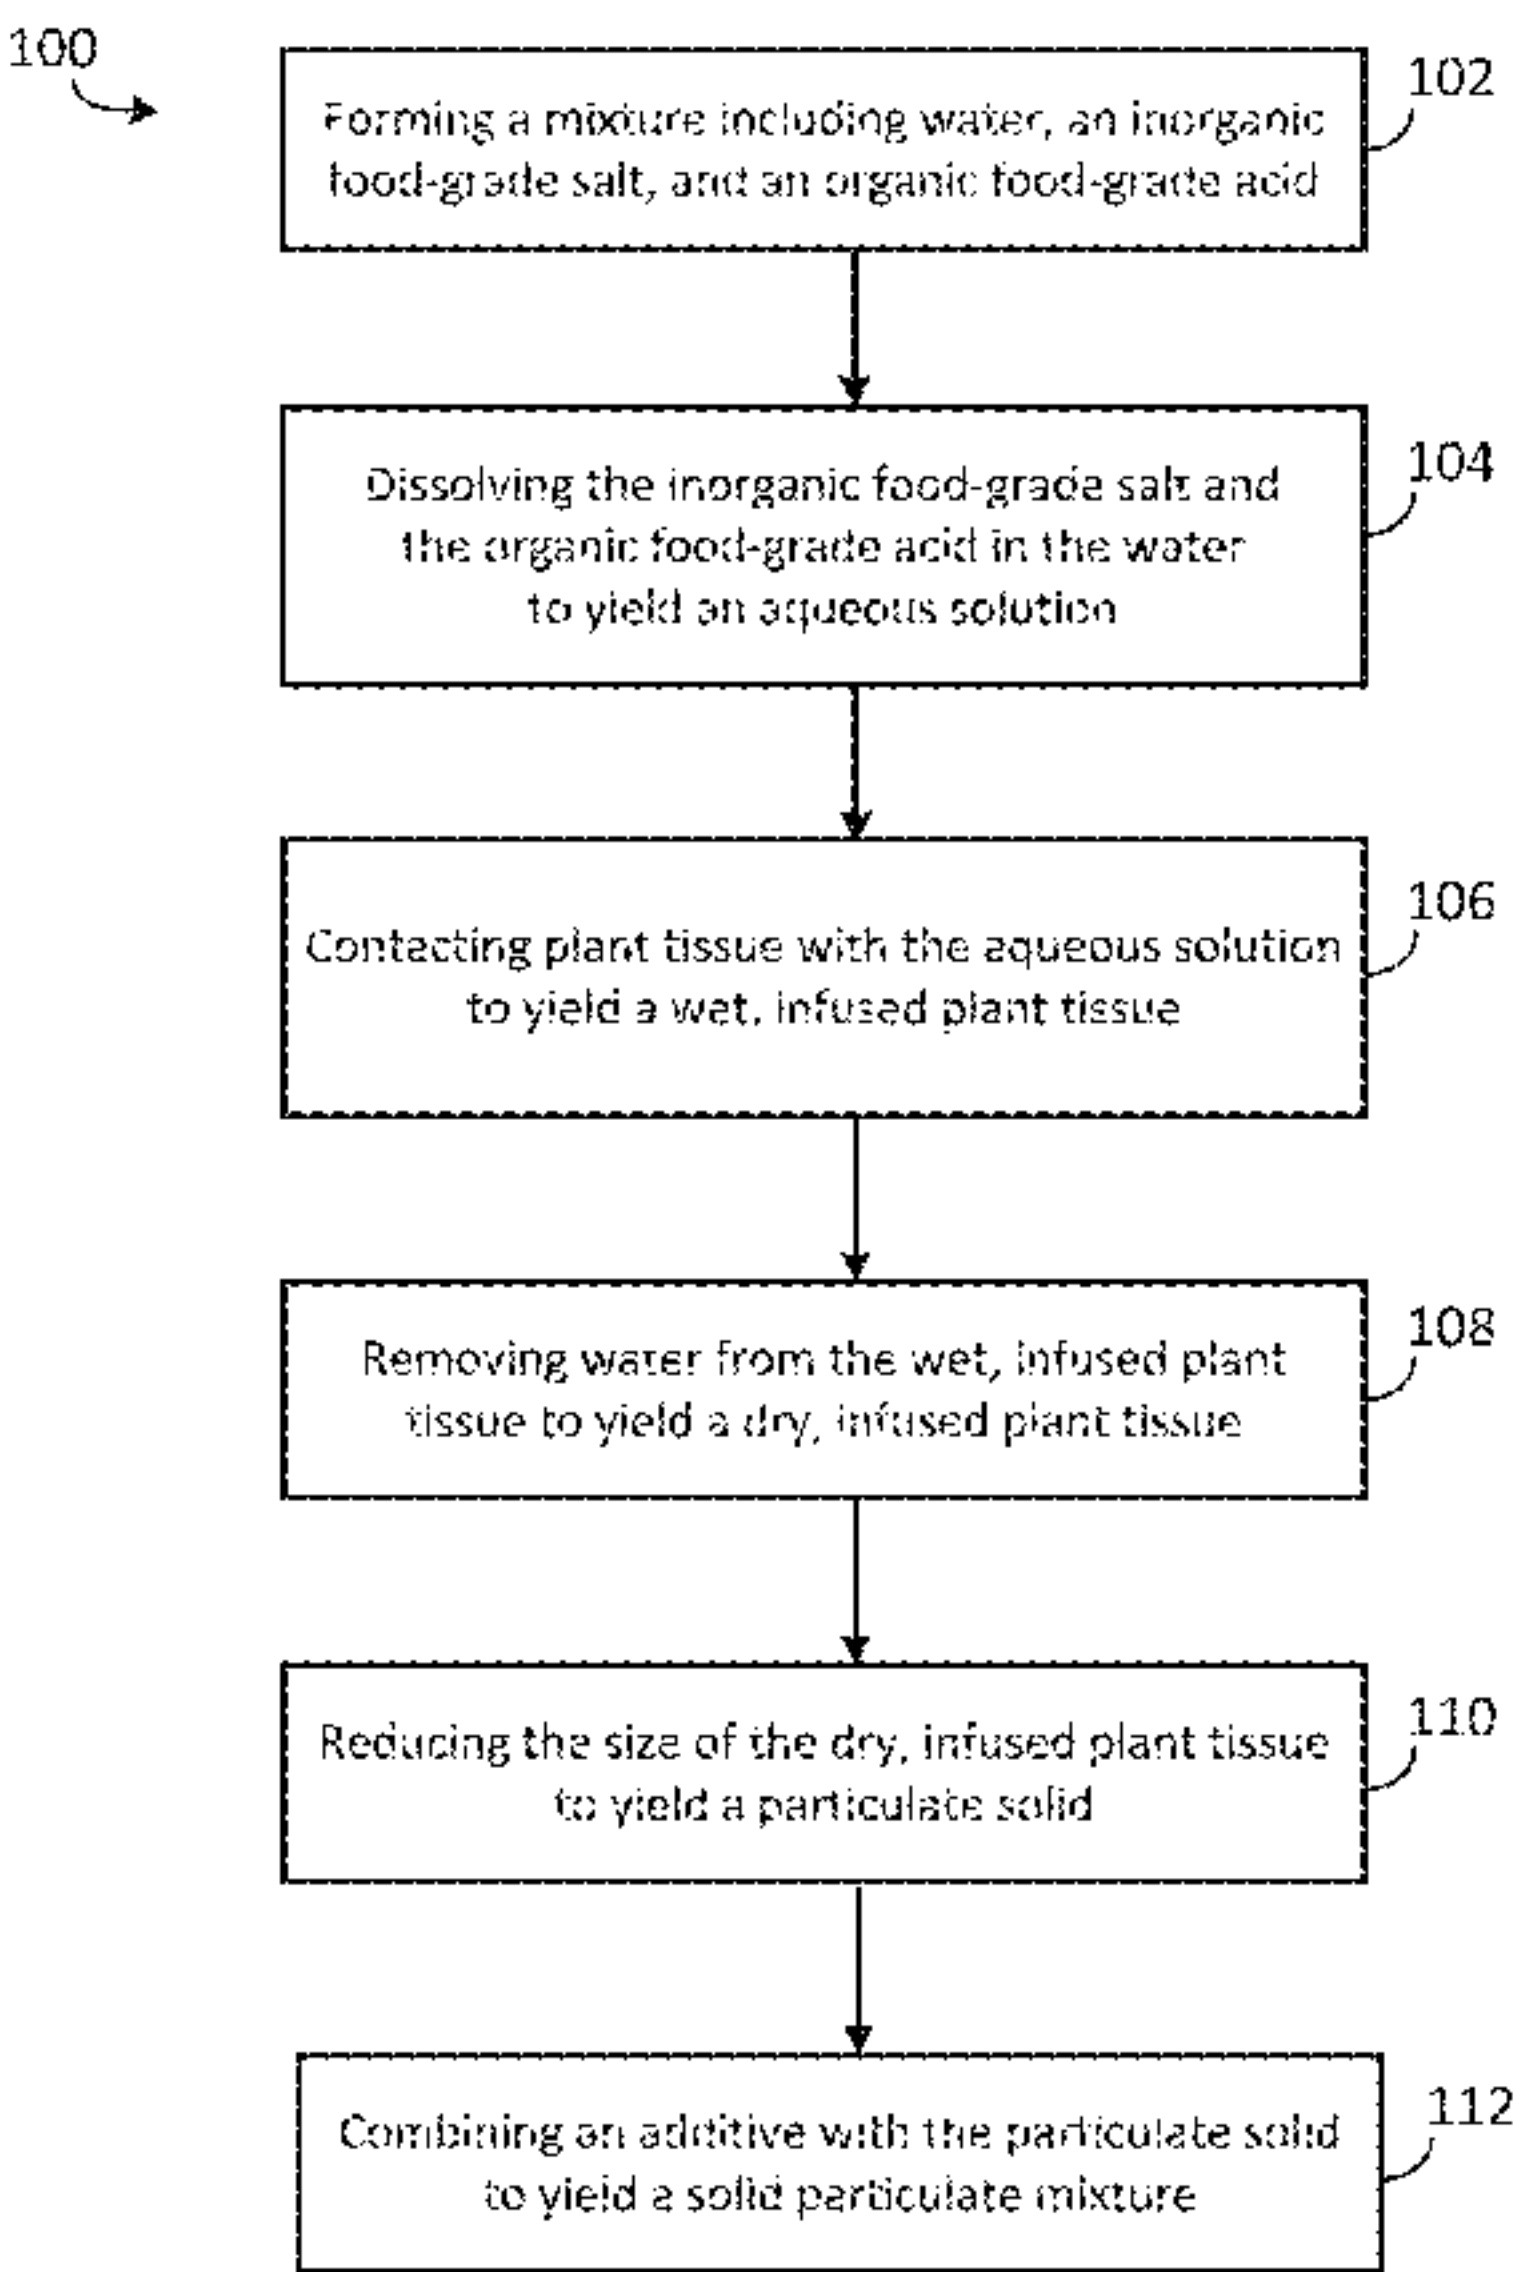 100
102
Forming a mixture including water, an inorganic
food-grade salt, and an organic food-grade acid
104
Dissolving the inorganic food-grade salt and
the organic food-grade acid in the water
to yield an aqueous solution
106
Contacting plant tissue with the aqueous solution
to yield a wet, infused plant tissue
108
Removing water from the wet, infused plant
tissue to yield a dry, infused plant tissue
110
Reducing the size of the dry, infused plant tissue
to yield a particulate solid
112
Combining an additive with the particulate solid
to yield a solid particulate mixture